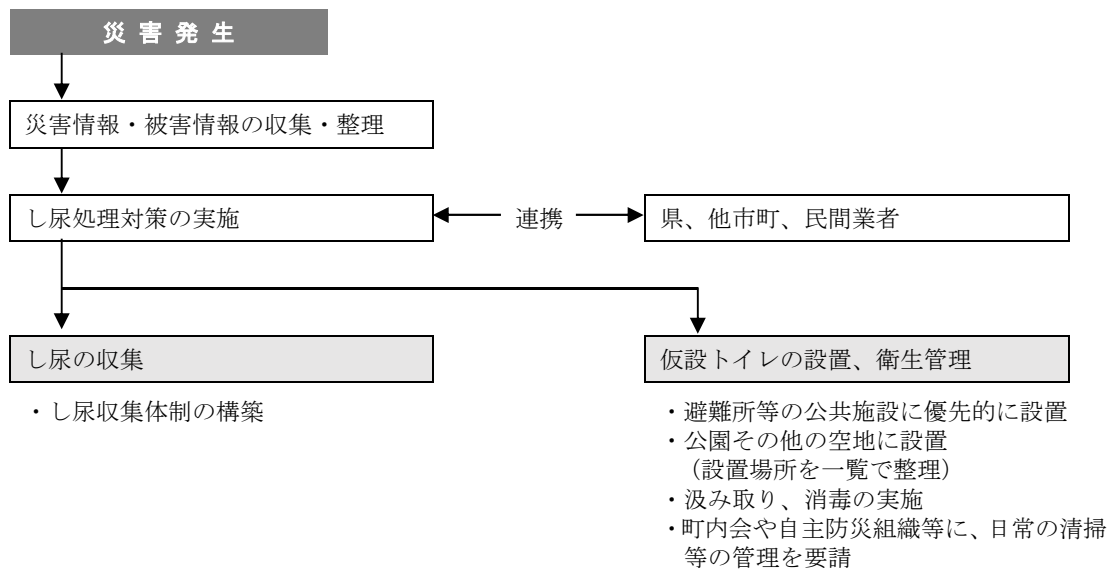 災害発生
災害情報・被害情報の収集・整理
し尿処理対策の実施
連携
県、他市町、民間業者
し尿の収集
・し尿収集体制の構築
仮設トイレの設置、衛生管理
・避難所等の公共施設に優先的に設置
・公園その他の空地に設置
（設置場所を一覧で整理）
・汲み取り、消毒の実施
・町内会や自主防災組織等に、日常の清掃
等の管理を要請